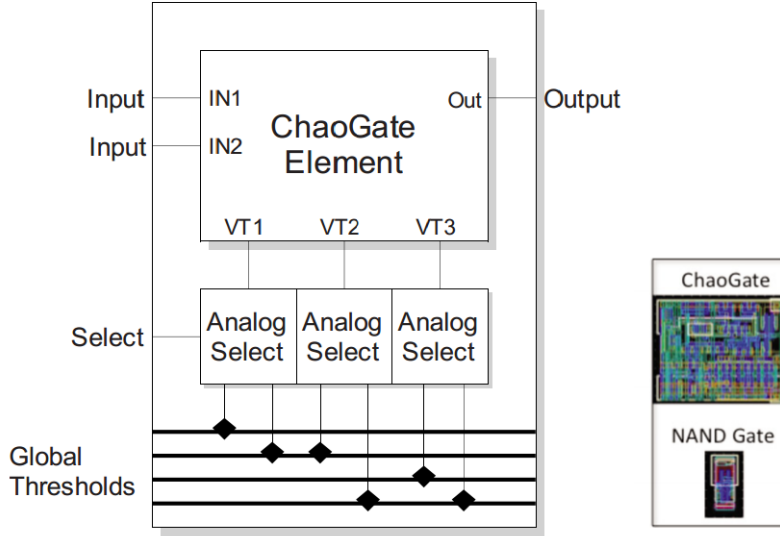 Input
IN1
Out
Output
ChaoGate
Element
Input
IN2
VT1
VT2
VT3
Select
Analog
Select
Analog
Select
Analog
Select
Global
Thresholds
ChaoGate
NAND Gate